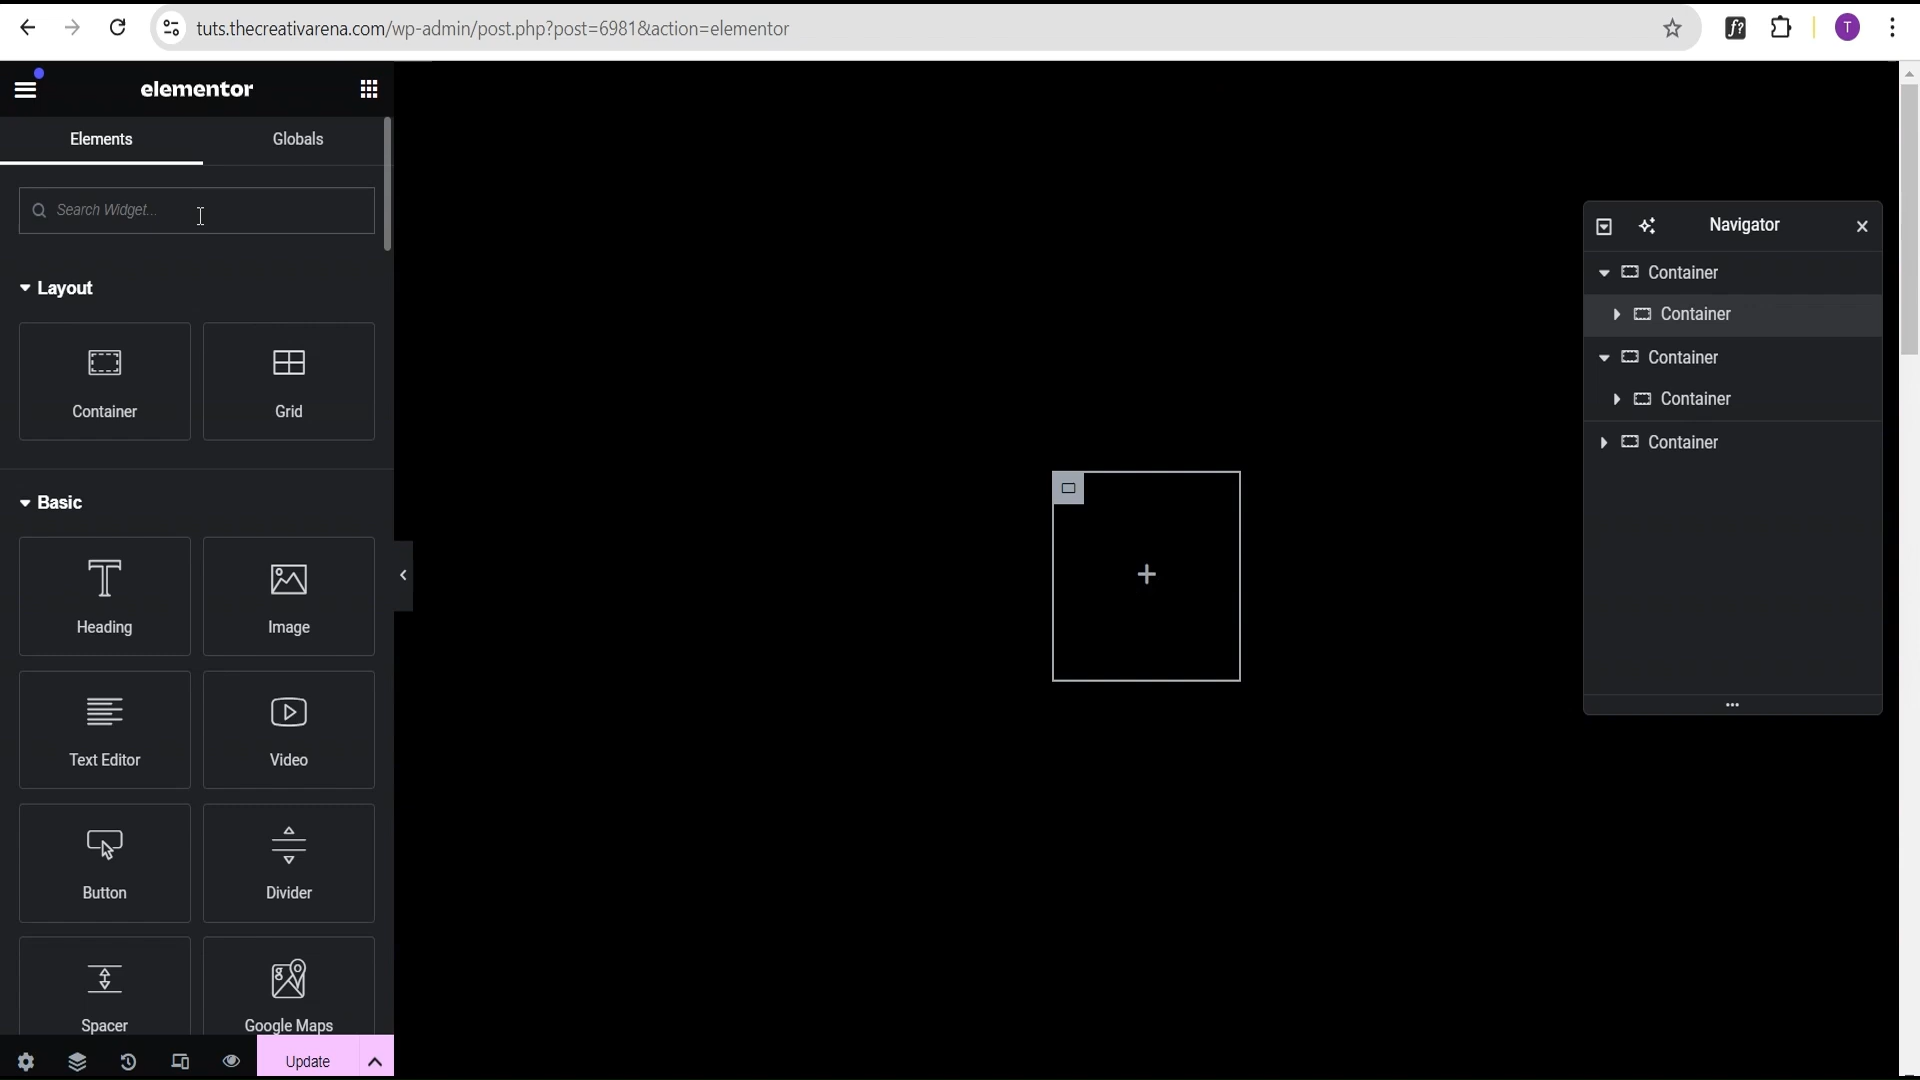 tuts.thecreativarena.com/wp-admin/post.php?post=6981&action=elementor
T
elementor
Elements
Globals
Search Widget...
Layout
Container
Grid
Basic
Heading
Image
Text Editor
Video
Button
Divider
Spacer
Google Maps
Update
Navigator
Container
Container
Container
Container
Container